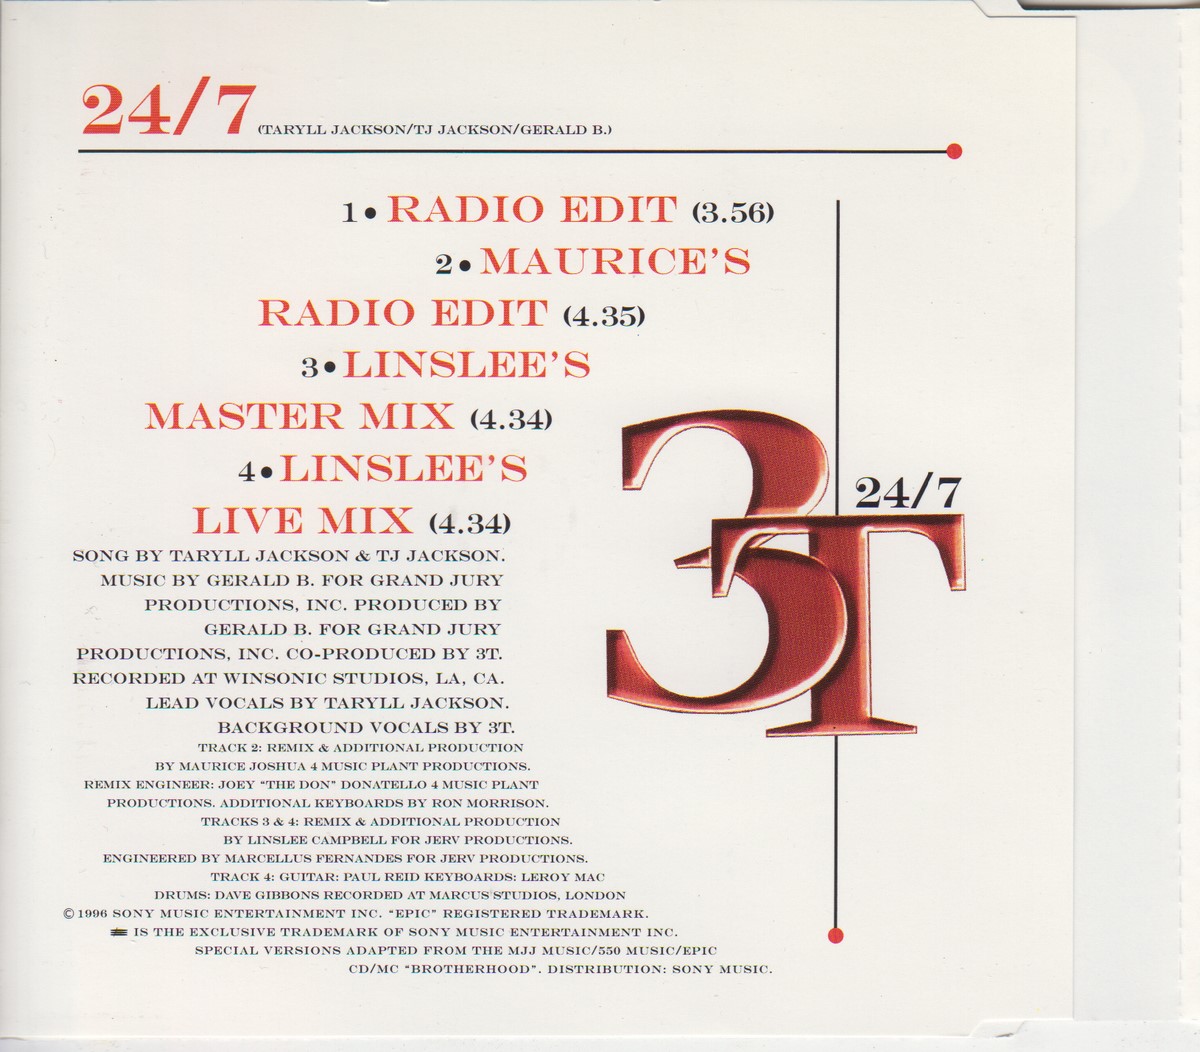 24/7 (TARYLL JACKSON/TJ JACKSON/GERALD B.)
1 • RADIO EDIT (3.56)
2 • MAURICE'S
RADIO EDIT (4.35)
3 • LINSLEE'S
MASTER MIX (4.34)
4 • LINSLEE'S
LIVE MIX (4.34)
3T
24/7
SONG BY TARYLL JACKSON & TJ JACKSON.
MUSIC BY GERALD B. FOR GRAND JURY
PRODUCTIONS, INC. PRODUCED BY
GERALD B. FOR GRAND JURY
PRODUCTIONS, INC. CO-PRODUCED BY 3T.
RECORDED AT WINSONIC STUDIOS, LA, CA.
LEAD VOCALS BY TARYLL JACKSON.
BACKGROUND VOCALS BY 3T.
TRACK 2: REMIX & ADDITIONAL PRODUCTION
BY MAURICE JOSHUA 4 MUSIC PLANT PRODUCTIONS.
REMIX ENGINEER: JOEY "THE DON" DONATELLO 4 MUSIC PLANT
PRODUCTIONS. ADDITIONAL KEYBOARDS BY RON MORRISON.
TRACKS 3 & 4: REMIX & ADDITIONAL PRODUCTION
BY LINSLEE CAMPBELL FOR JERV PRODUCTIONS.
ENGINEERED BY MARCELLUS FERNANDES FOR JERV PRODUCTIONS.
TRACK 4: GUITAR: PAUL REID KEYBOARDS: LEROY MAC
DRUMS: DAVE GIBBONS RECORDED AT MARCUS STUDIOS, LONDON
© 1996 SONY MUSIC ENTERTAINMENT INC. "EPIC" REGISTERED TRADEMARK.
IS THE EXCLUSIVE TRADEMARK OF SONY MUSIC ENTERTAINMENT INC.
SPECIAL VERSIONS ADAPTED FROM THE MJJ MUSIC/550 MUSIC/EPIC
CD/MC "BROTHERHOOD". DISTRIBUTION: SONY MUSIC.